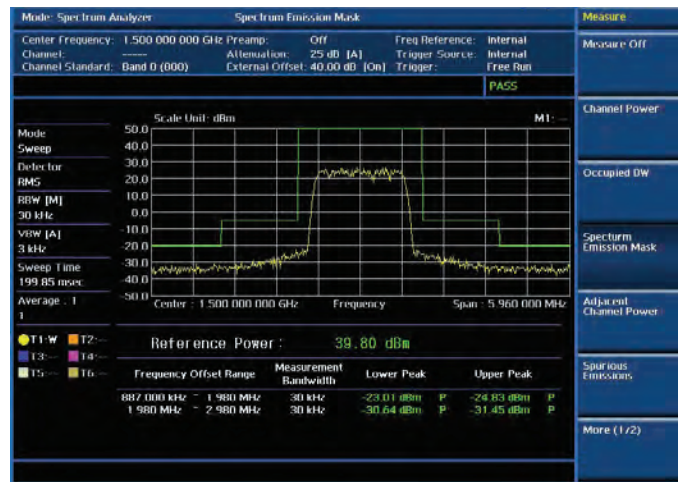 Mode: Spectrum Analyzer Spectrum Emission Mask
Center Frequency: 1.500 000 000 GHz Preamp: Off Freq Reference: Internal
Channel: ----- Attenuation: 25 dB [A] Trigger Source: Internal
Channel Standard: Band 0 (800) External Offset: 40.00 dB [On] Trigger: Free Run
PASS
Scale Unit: dBm M1: --
Mode
Sweep
Detector
RMS
RBW [M]
30 kHz
VBW [A]
3 kHz
Sweep Time
199.85 msec
Average : 1
1
T1:W T2:--
T3:-- T4:--
T5:-- T6:--
50.0
40.0
30.0
20.0
10.0
0.0
-10.0
-20.0
-30.0
-40.0
-50.0
Center : 1.500 000 000 GHz Frequency Span : 5.960 000 MHz
Reference Power: 39.80 dBm
Frequency Offset Range Measurement Bandwidth Lower Peak Upper Peak
887.000 kHz ~ 1.980 MHz 30 kHz -23.01 dBm P -24.83 dBm P
1.980 MHz ~ 2.980 MHz 30 kHz -30.64 dBm P -31.45 dBm P
Measure
Measure Off
Channel Power
Occupied BW
Specturm
Emission Mask
Adjacent
Channel Power
Spurious
Emissions
More (1/2)